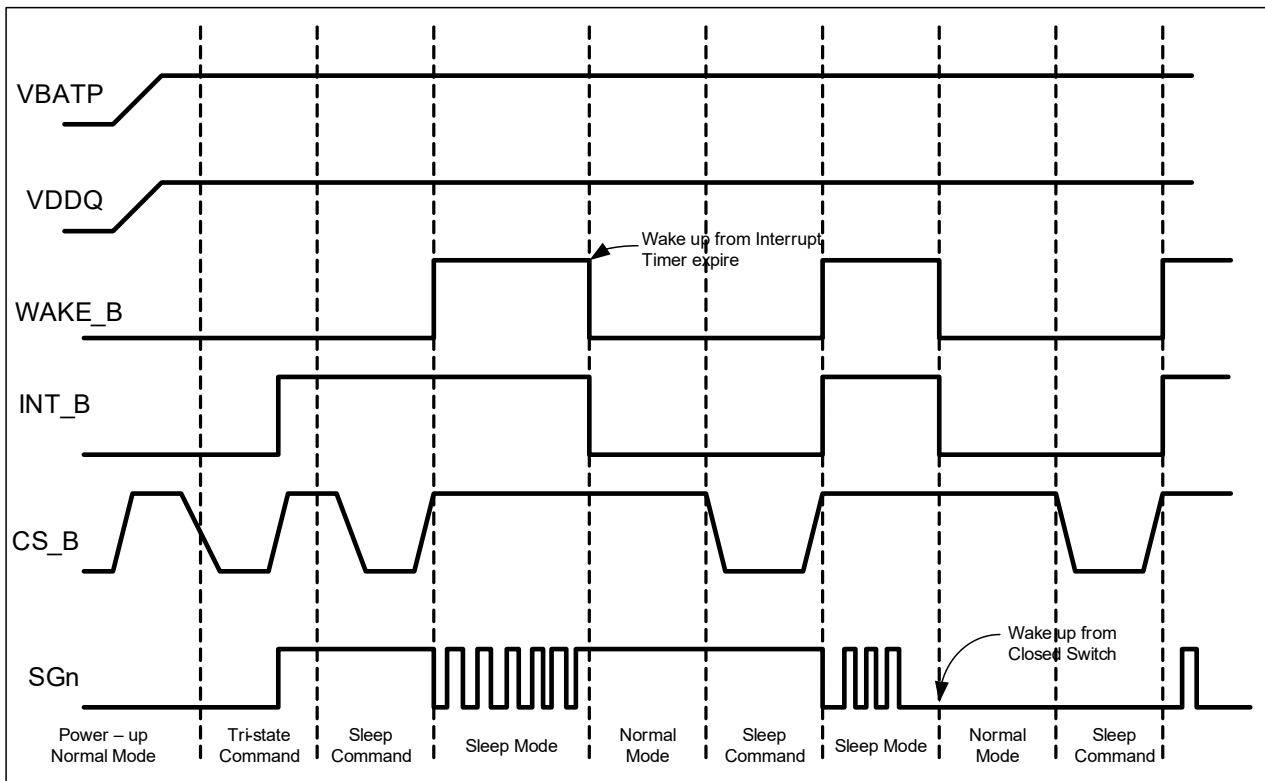 VBATP
VDDQ
Wake up from Interrupt
Timer expire
WAKE_B
INT_B
CS_B
Wake up from
Closed Switch
SGn
Power – up
Normal Mode
Tri-state
Command
Sleep
Command
Sleep Mode
Normal
Mode
Sleep
Command
Sleep Mode
Normal
Mode
Sleep
Command